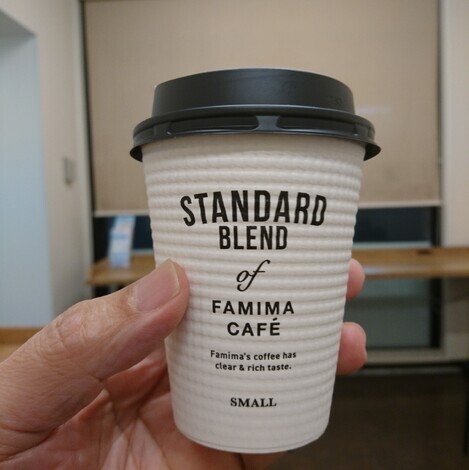 STANDARD
BLEND
of
FAMIMA
CAFÉ
Famima's coffee has
clear & rich taste.
SMALL